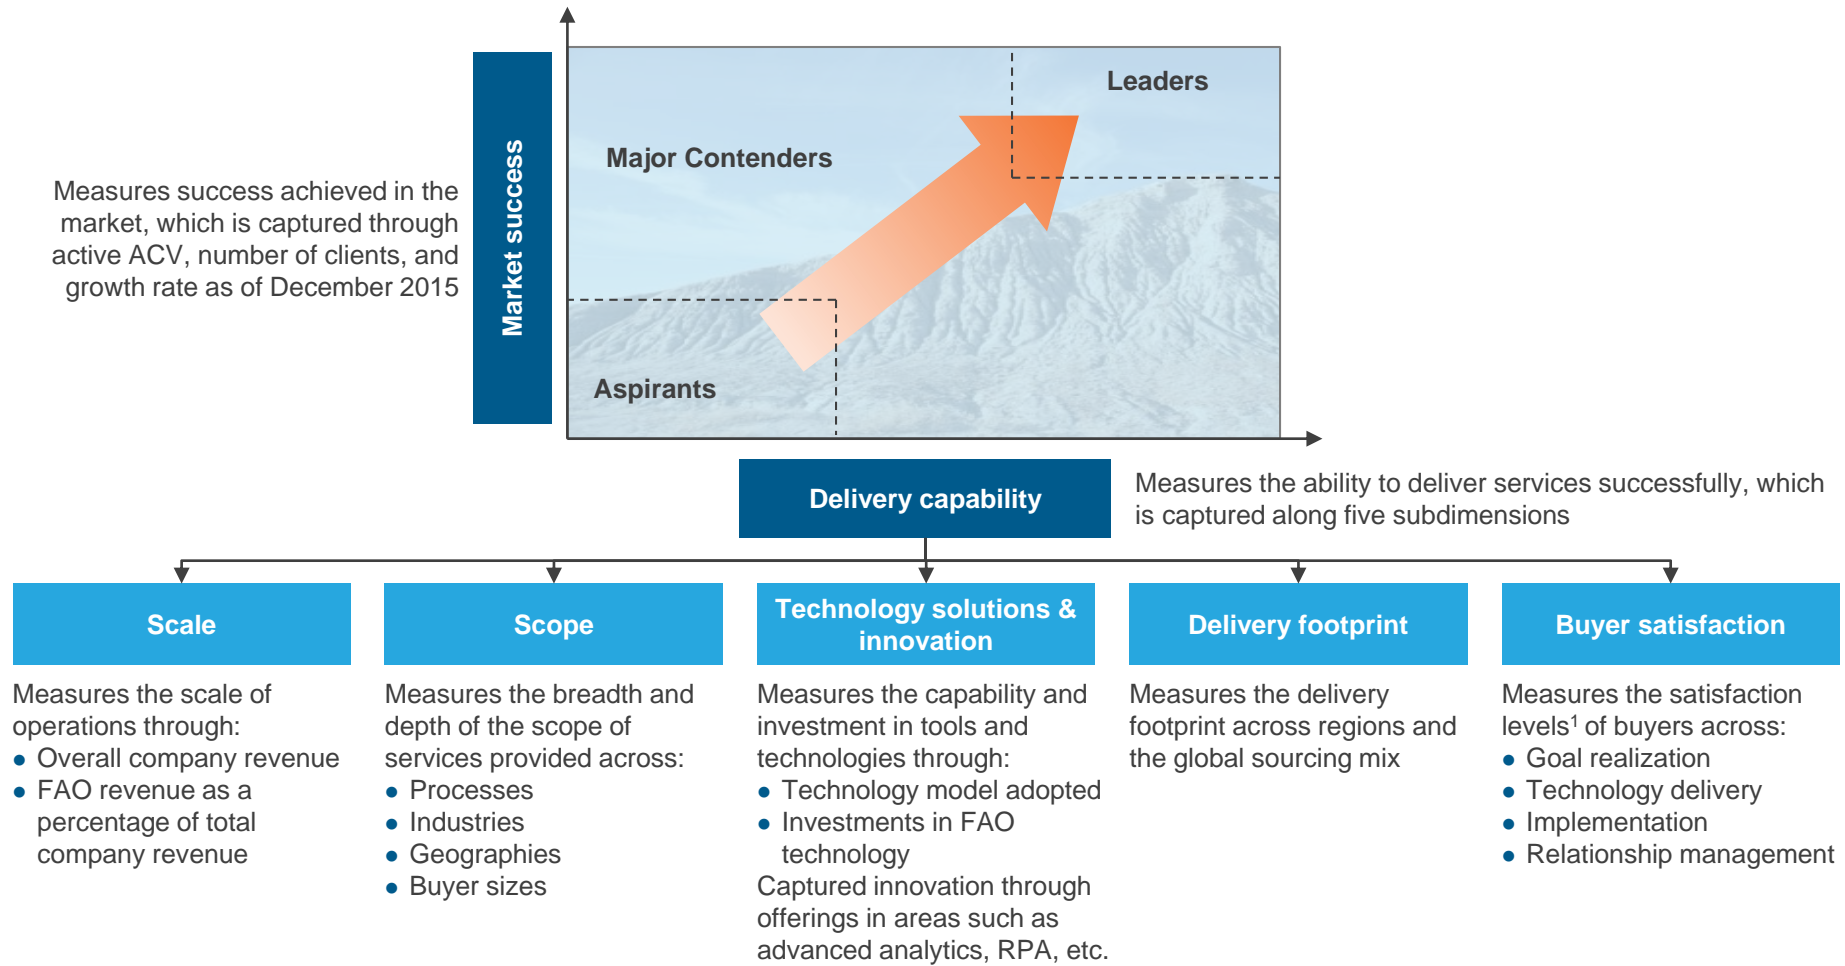 Leaders
Major Contenders
Aspirants
Market success
Measures success achieved in the
market, which is captured through
active ACV, number of clients, and
growth rate as of December 2015
Delivery capability
Measures the ability to deliver services successfully, which
is captured along five subdimensions
Scale
Measures the scale of
operations through:
● Overall company revenue
● FAO revenue as a
percentage of total
company revenue
Scope
Measures the breadth and
depth of the scope of
services provided across:
● Processes
● Industries
● Geographies
● Buyer sizes
Technology solutions &
innovation
Measures the capability and
investment in tools and
technologies through:
● Technology model adopted
● Investments in FAO
technology
Captured innovation through
offerings in areas such as
advanced analytics, RPA, etc.
Delivery footprint
Measures the delivery
footprint across regions and
the global sourcing mix
Buyer satisfaction
Measures the satisfaction
levels¹ of buyers across:
● Goal realization
● Technology delivery
● Implementation
● Relationship management